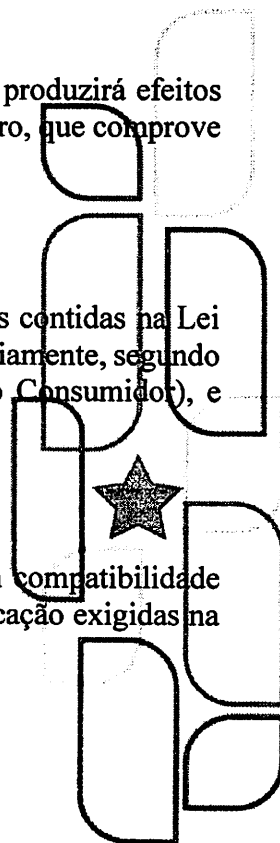 produzirá efeitos
ro, que comprove
s contidas na Lei
iamente, segundo
o Consumidor), e
compatibilidade
cação exigidas na